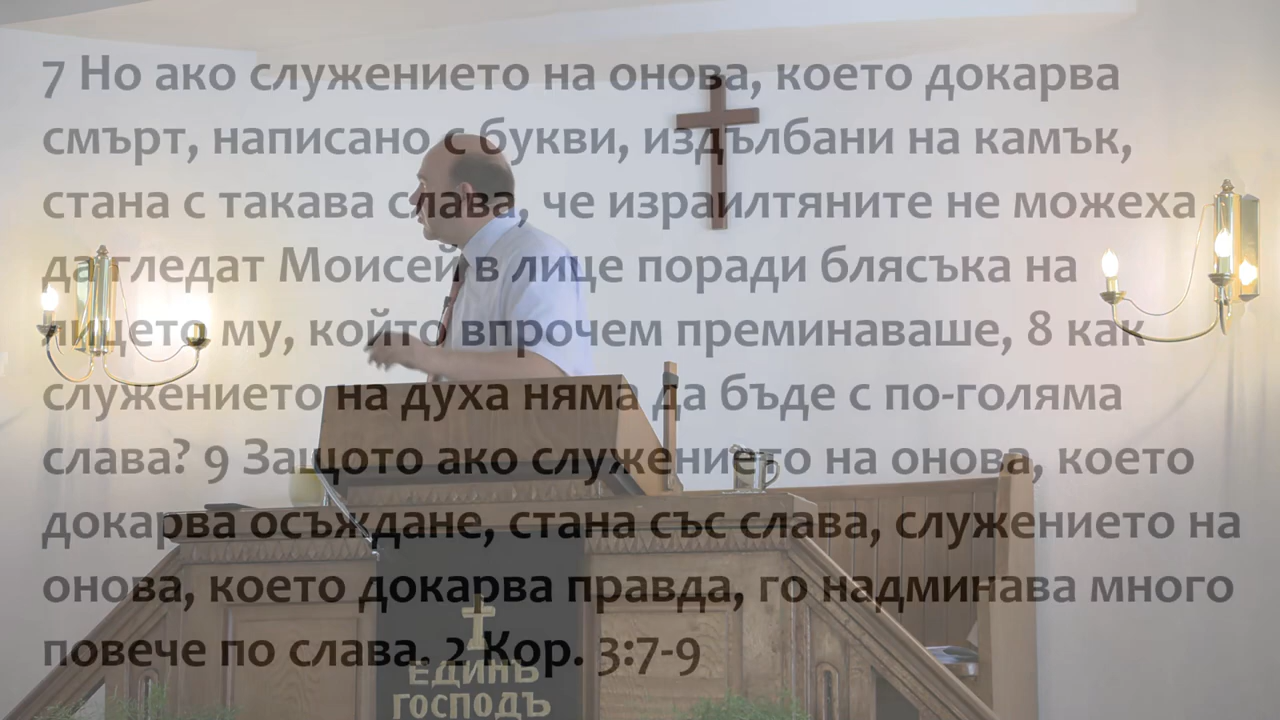 7 Но ако служението на онова, което докарва
смърт, написано с букви, издълбани на камък,
стана с такава слава, че израилтяните не можеха
да гледат Моисей в лице поради блясъка на
лицето му, който впрочем преминаваше, 8 как
служението на духа няма да бъде с по-голяма
слава? 9 Защото ако служението на онова, което
докарва осъждане, стана със слава, служението на
онова, което докарва правда, го надминава много
повече по слава. 2 Кор. 3:7-9
ЕДИНЪ
ГОСПОДЪ